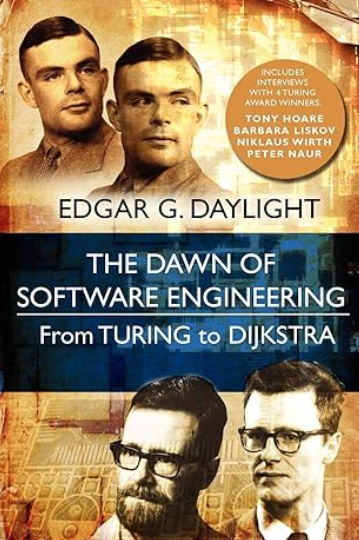 INCLUDES
INTERVIEWS
WITH 4 TURING
AWARD WINNERS:
TONY HOARE
BARBARA LISKOV
NIKLAUS WIRTH
PETER NAUR
EDGAR G. DAYLIGHT
THE DAWN OF
SOFTWARE ENGINEERING
From TURING to DIJKSTRA